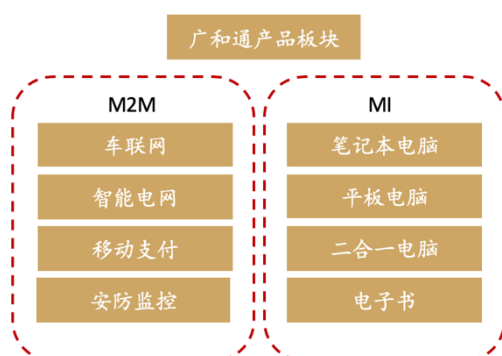 广和通产品板块
M2M
车联网
智能电网
移动支付
安防监控
MI
笔记本电脑
平板电脑
二合一电脑
电子书